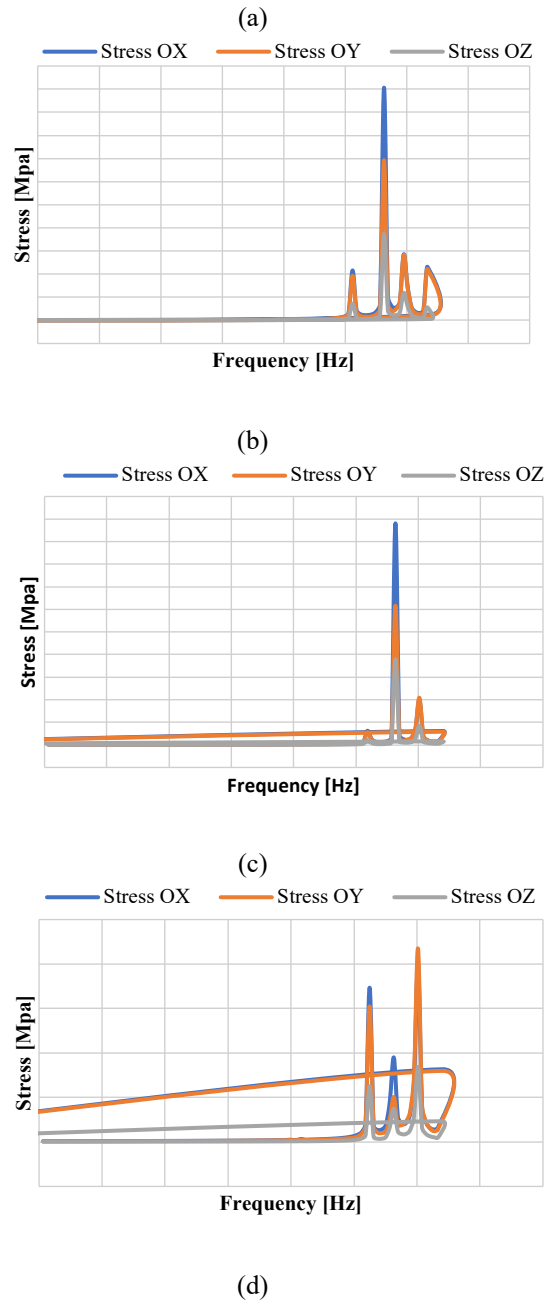 (a)
Stress OX Stress OY Stress OZ
Stress [Mpa]
Frequency [Hz]
(b)
Stress OX Stress OY Stress OZ
Stress [Mpa]
Frequency [Hz]
(c)
Stress OX Stress OY Stress OZ
Stress [Mpa]
Frequency [Hz]
(d)